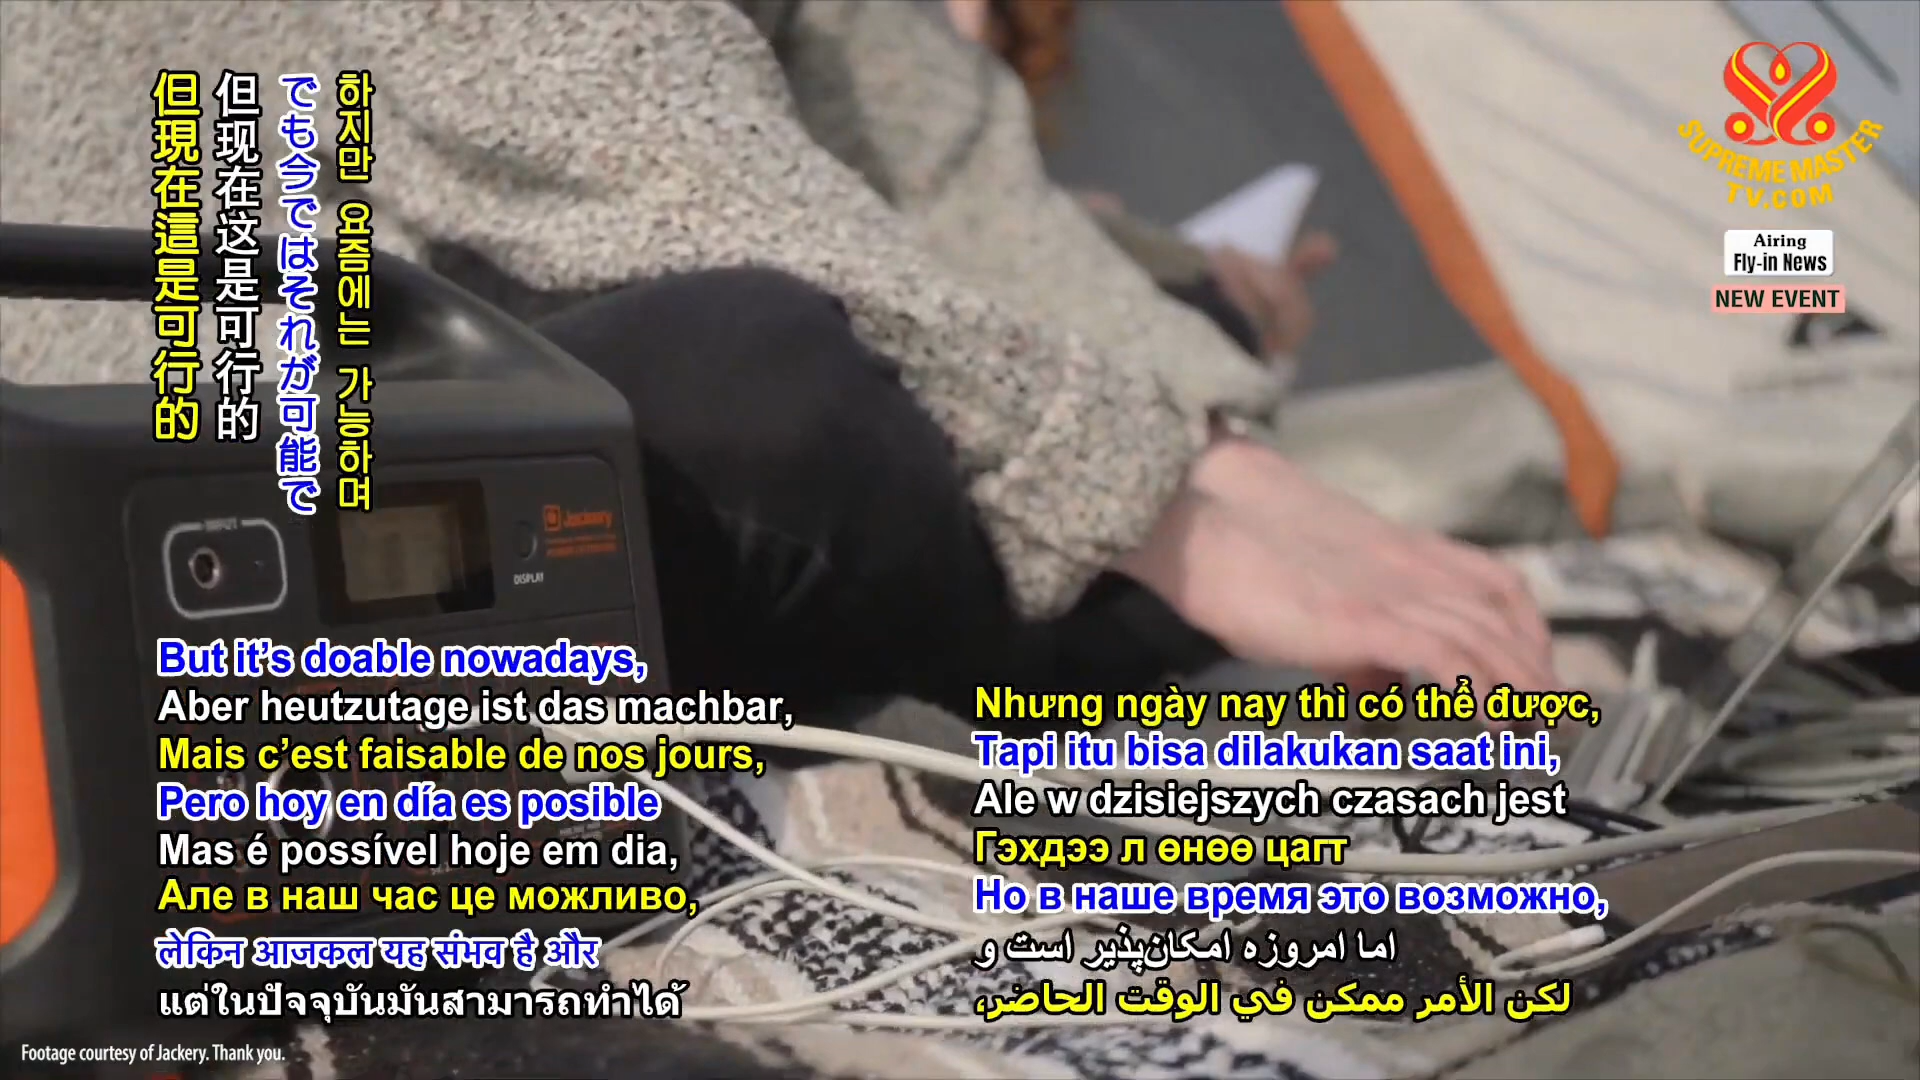 但現在這是可行的
但现在这是可行的
でも今ではそれが可能で
하지만 요즘에는 가능하며
SUPREME MASTER
TV.COM
Airing
Fly-in News
NEW EVENT
INPUT
DISPLAY
Jackery
But it’s doable nowadays,
Aber heutzutage ist das machbar,
Mais c’est faisable de nos jours,
Pero hoy en día es posible
Mas é possível hoje em dia,
Але в наш час це можливо,
लेकिन आजकल यह संभव है और
แต่ในปัจจุบันมันสามารถทำได้
Nhưng ngày nay thì có thể được,
Tapi itu bisa dilakukan saat ini,
Ale w dzisiejszych czasach jest
Гэхдээ л өнөө цагт
Но в наше время это возможно,
اما امروزه امکان‌پذیر است و
لكن الأمر ممكن في الوقت الحاضر،
Footage courtesy of Jackery. Thank you.